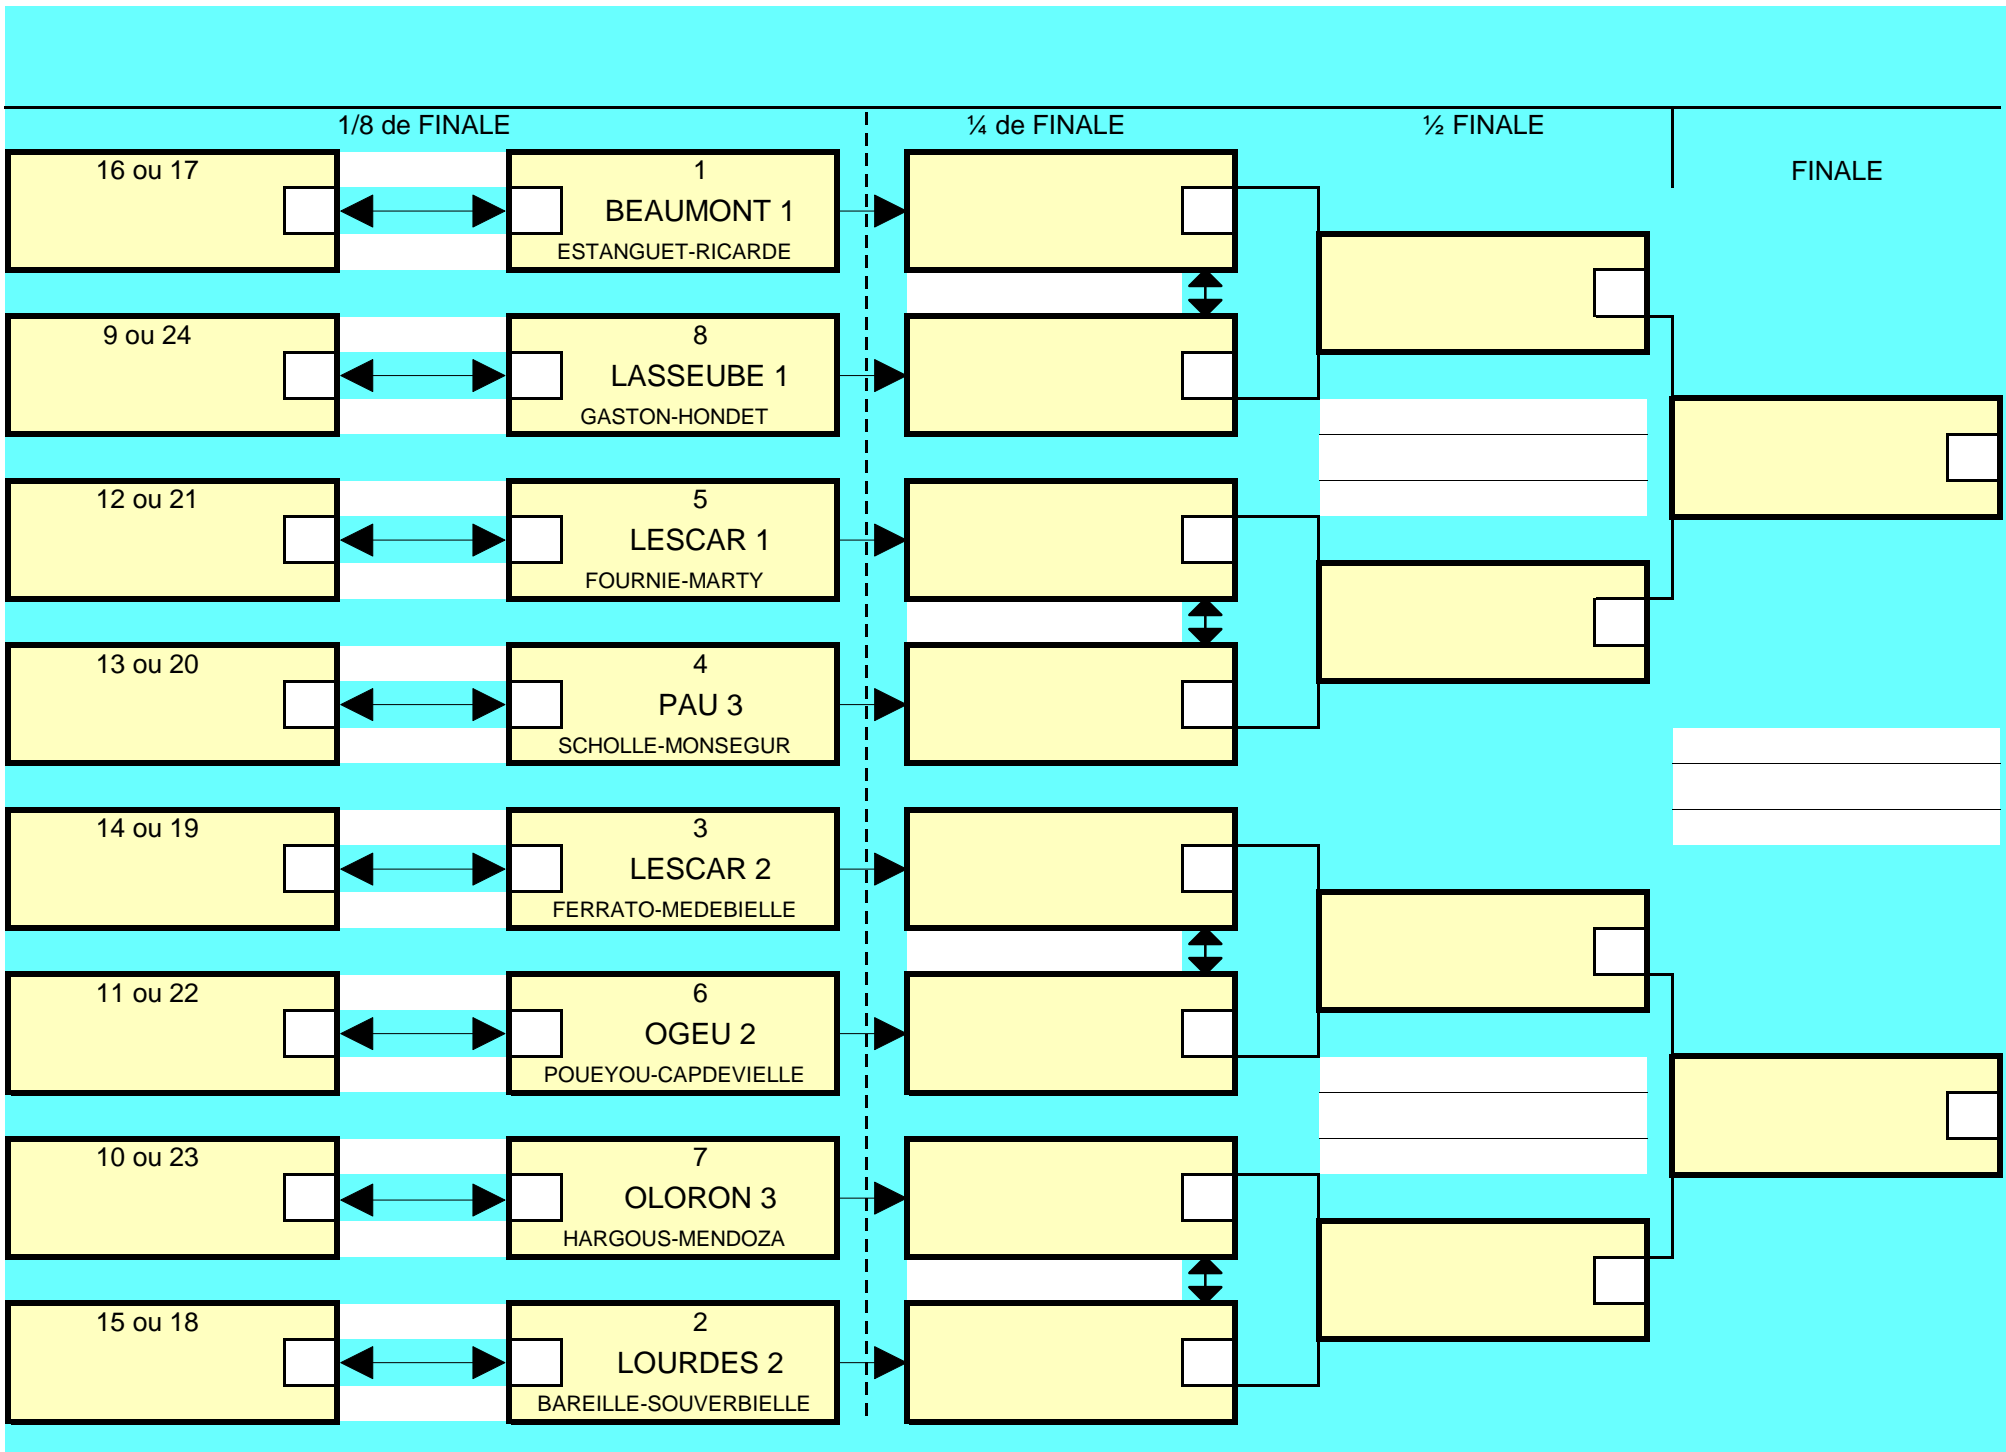 1/8 de FINALE
¼ de FINALE
½ FINALE
FINALE
16 ou 17
1
BEAUMONT 1
ESTANGUET-RICARDE
9 ou 24
8
LASSEUBE 1
GASTON-HONDET
12 ou 21
5
LESCAR 1
FOURNIE-MARTY
13 ou 20
4
PAU 3
SCHOLLE-MONSEGUR
14 ou 19
3
LESCAR 2
FERRATO-MEDEBIELLE
11 ou 22
6
OGEU 2
POUEYOU-CAPDEVIELLE
10 ou 23
7
OLORON 3
HARGOUS-MENDOZA
15 ou 18
2
LOURDES 2
BAREILLE-SOUVERBIELLE